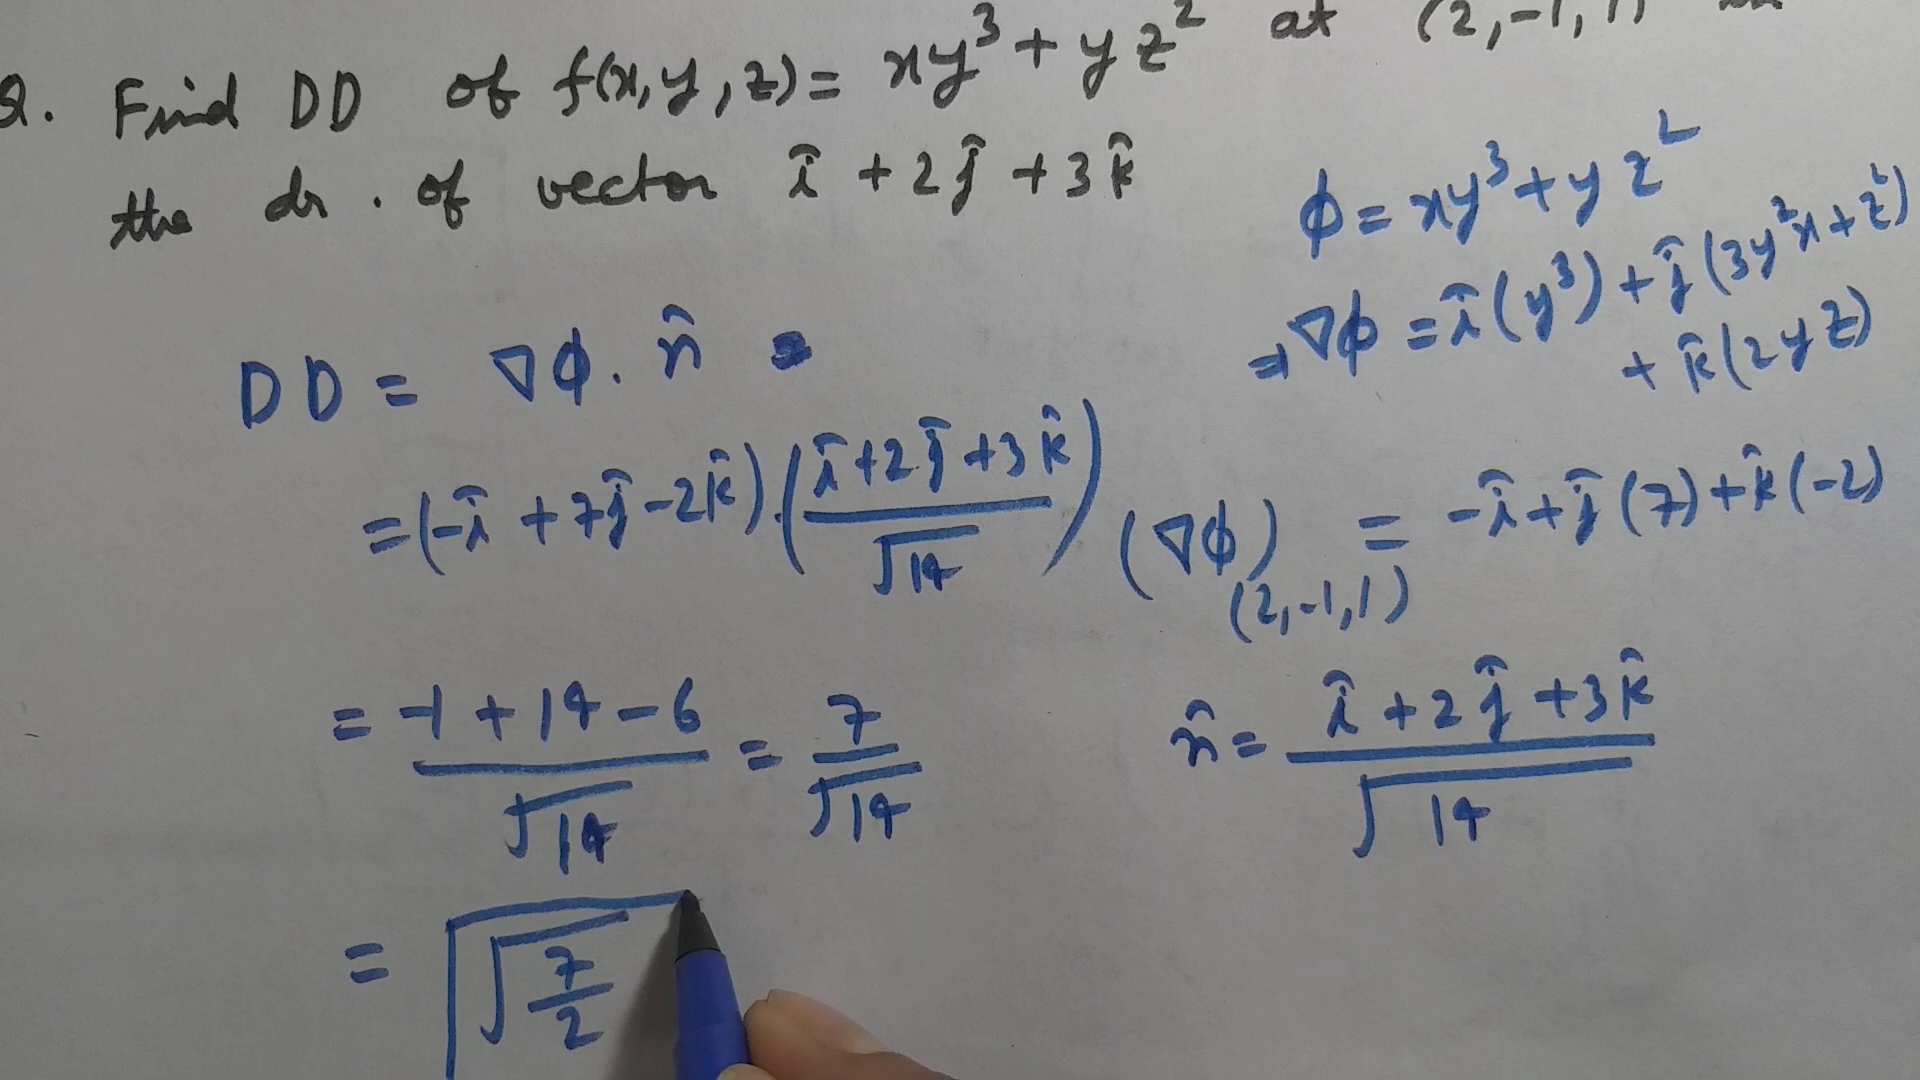 Q. Find DD of f(x, y, z) = xy³ + yz² at (2, -1, 1) in
the dr. of vector î + 2ĵ + 3k̂
ϕ = xy³ + yz²
⇒ ∇ϕ = î(y³) + ĵ(3y²x + z²)
+ k̂(2yz)
DD = ∇ϕ . n̂ =
= (-î + 7ĵ - 2k̂) . (î + 2ĵ + 3k̂ / √14)
(∇ϕ)(2, -1, 1) = -î + ĵ(7) + k̂(-2)
= -1 + 14 - 6 / √14 = 7 / √14
n̂ = î + 2ĵ + 3k̂ / √14
= √7/2